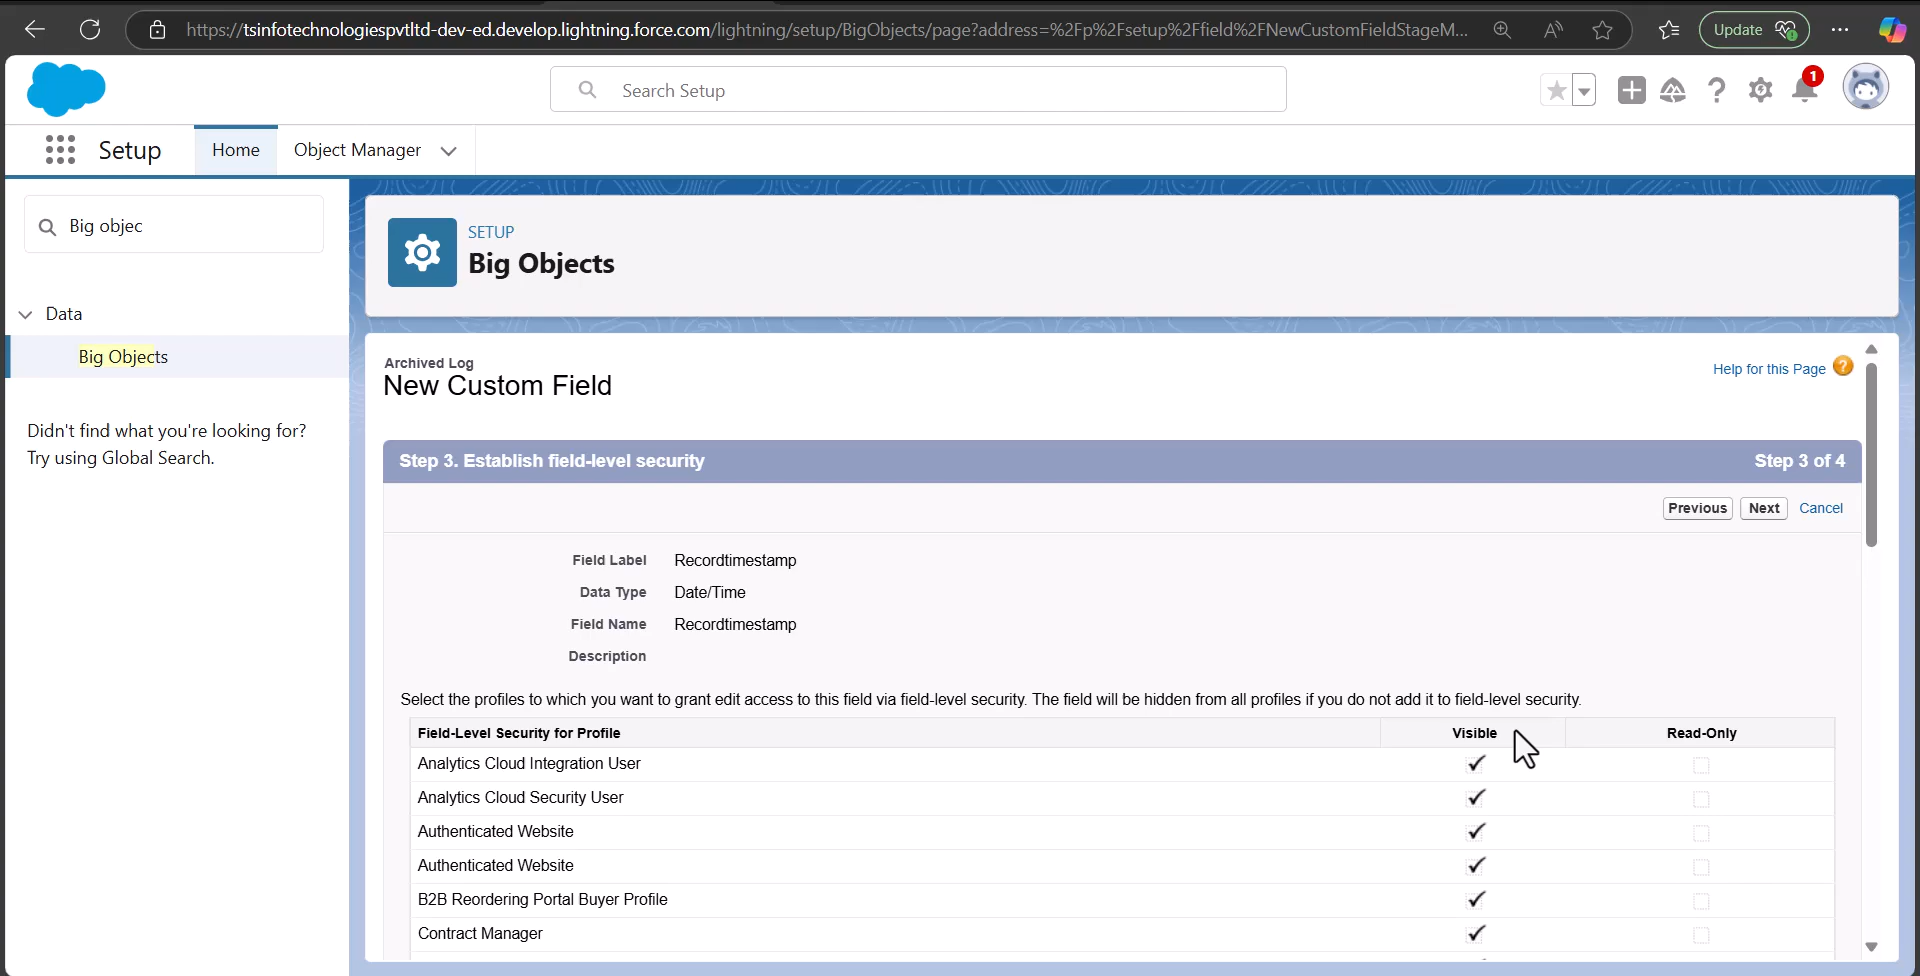 https://tsinfotechnologiespvtltd-dev-ed.develop.lightning.force.com/lightning/setup/BigObjects/page?address=%2Fp%2Fsetup%2Ffield%2FNewCustomFieldStageM...
Update
Search Setup
1
Setup
Home
Object Manager
Big objec
Data
Big Objects
Didn't find what you're looking for?
Try using Global Search.
SETUP
Big Objects
Archived Log
New Custom Field
Help for this Page
Step 3. Establish field-level security
Step 3 of 4
Previous
Next
Cancel
Field Label Recordtimestamp
Data Type Date/Time
Field Name Recordtimestamp
Description
Select the profiles to which you want to grant edit access to this field via field-level security. The field will be hidden from all profiles if you do not add it to field-level security.
Field-Level Security for Profile Visible Read-Only
Analytics Cloud Integration User
Analytics Cloud Security User
Authenticated Website
Authenticated Website
B2B Reordering Portal Buyer Profile
Contract Manager